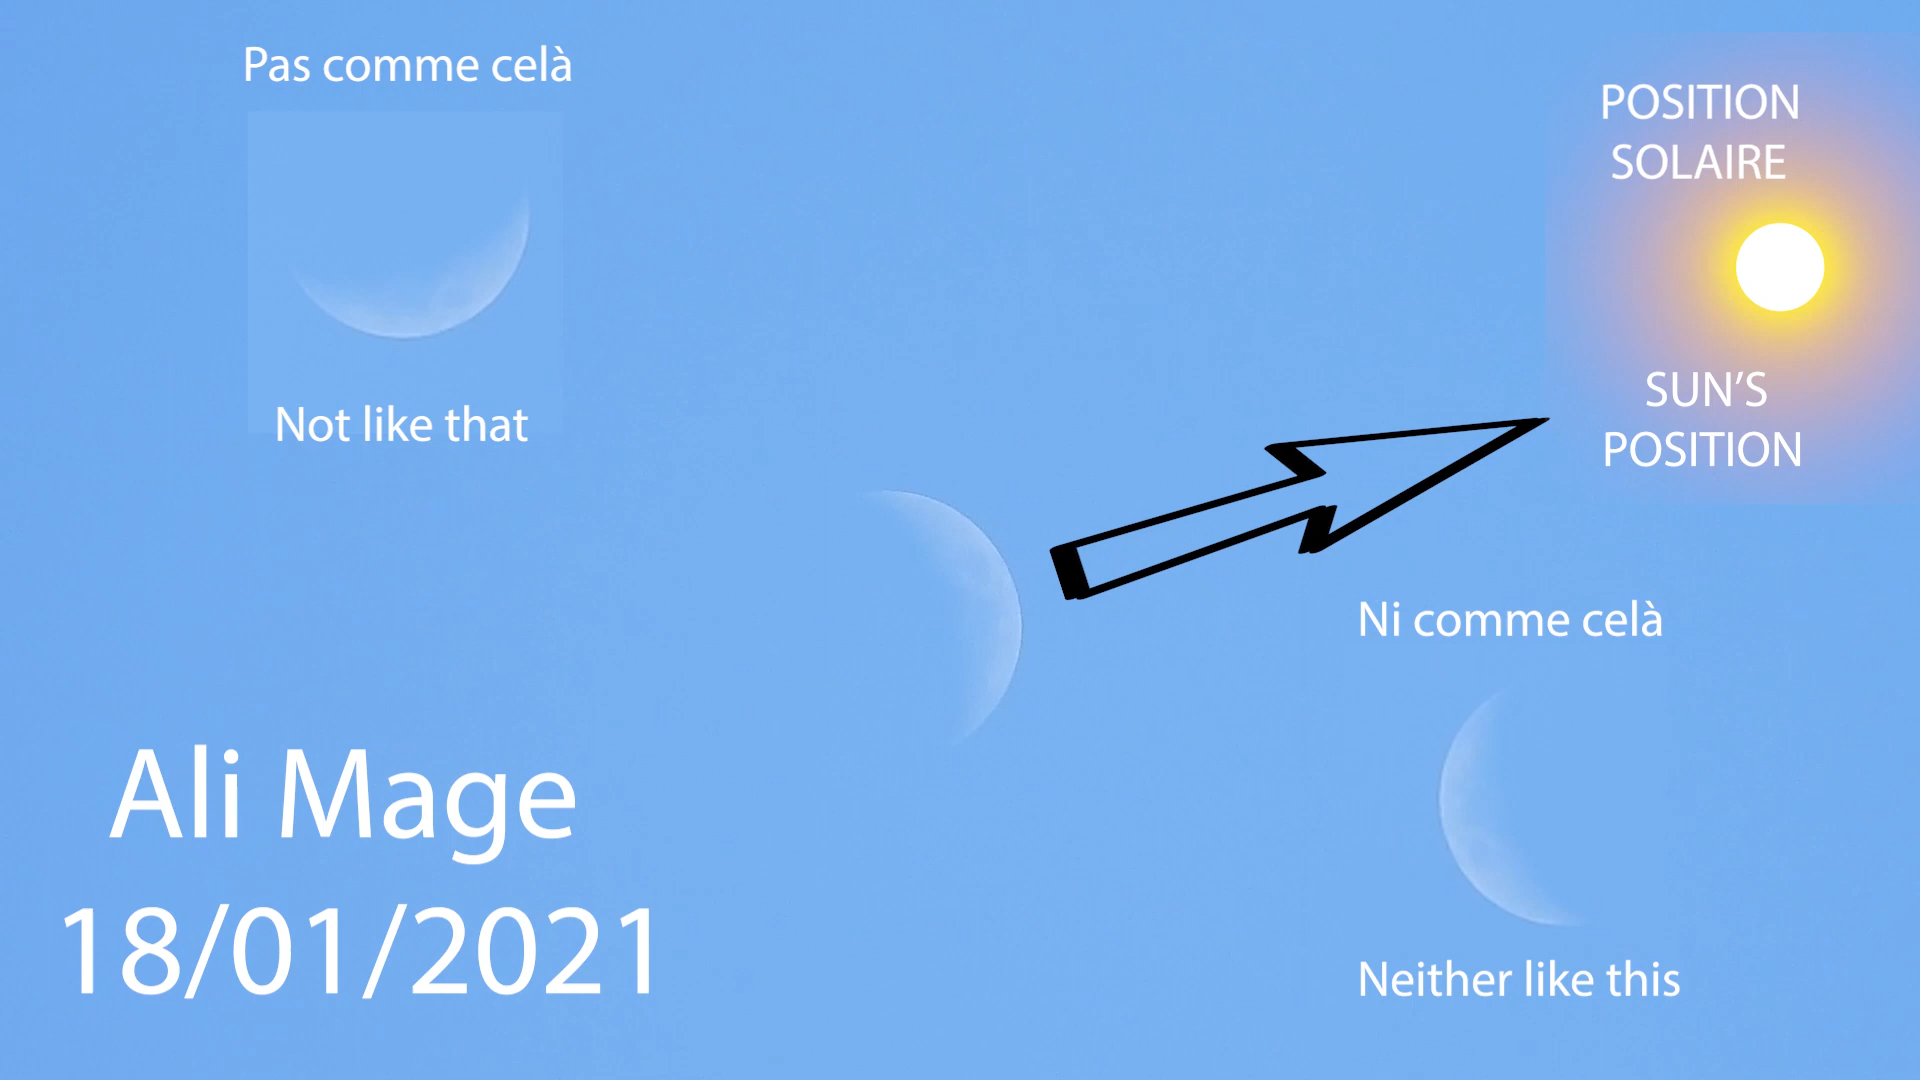 Pas comme celà
Not like that
POSITION
SOLAIRE
SUN'S
POSITION
Ni comme celà
Neither like this
Ali Mage
18/01/2021